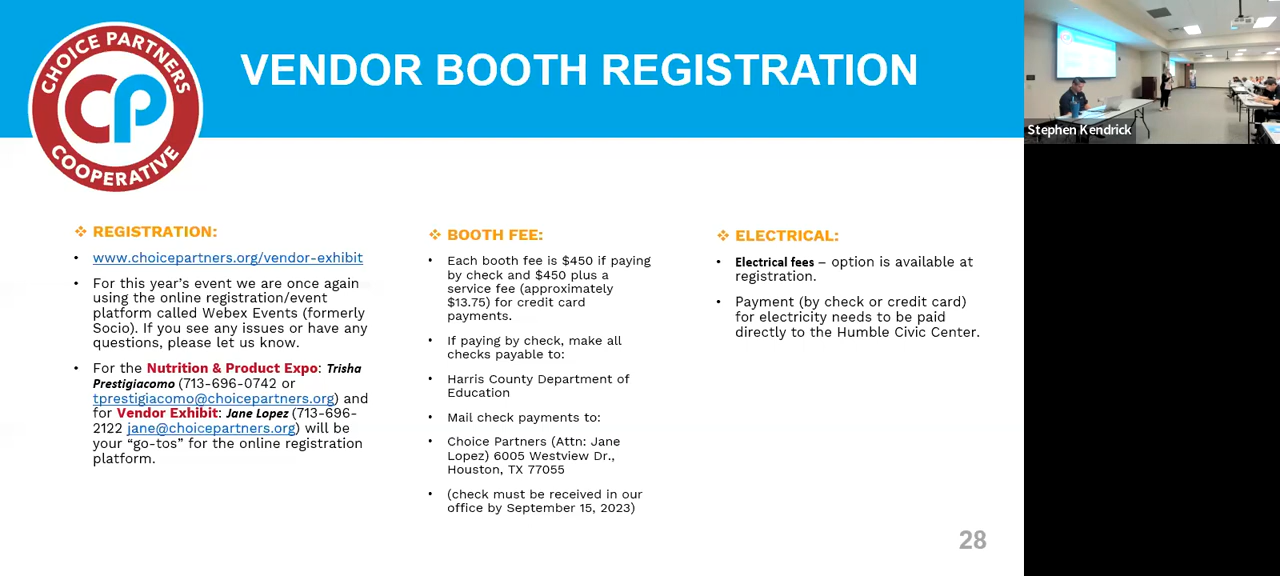 CHOICE PARTNERS
CP
COOPERATIVE
VENDOR BOOTH REGISTRATION
❖ REGISTRATION:
• www.choicepartners.org/vendor-exhibit
• For this year's event we are once again
using the online registration/event
platform called Webex Events (formerly
Socio). If you see any issues or have any
questions, please let us know.
• For the Nutrition & Product Expo: Trisha
Prestigiacomo (713-696-0742 or
tprestigiacomo@choicepartners.org) and
for Vendor Exhibit: Jane Lopez (713-696-
2122 jane@choicepartners.org) will be
your “go-tos” for the online registration
platform.
❖ BOOTH FEE:
• Each booth fee is $450 if paying
by check and $450 plus a
service fee (approximately
$13.75) for credit card
payments.
• If paying by check, make all
checks payable to:
• Harris County Department of
Education
• Mail check payments to:
• Choice Partners (Attn: Jane
Lopez) 6005 Westview Dr.,
Houston, TX 77055
• (check must be received in our
office by September 15, 2023)
❖ ELECTRICAL:
• Electrical fees – option is available at
registration.
• Payment (by check or credit card)
for electricity needs to be paid
directly to the Humble Civic Center.
28
Stephen Kendrick